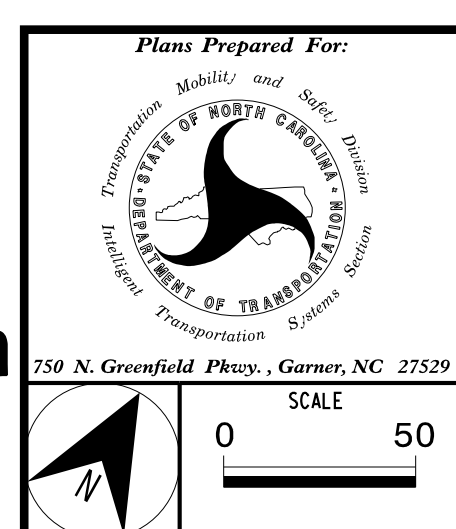 Plans Prepared For:
Transportation Mobility and Safety Division
STATE OF NORTH CAROLINA
DEPARTMENT OF TRANSPORTATION
Intelligent Transportation Systems Section
750 N. Greenfield Pkwy. , Garner, NC 27529
SCALE
0 50
N